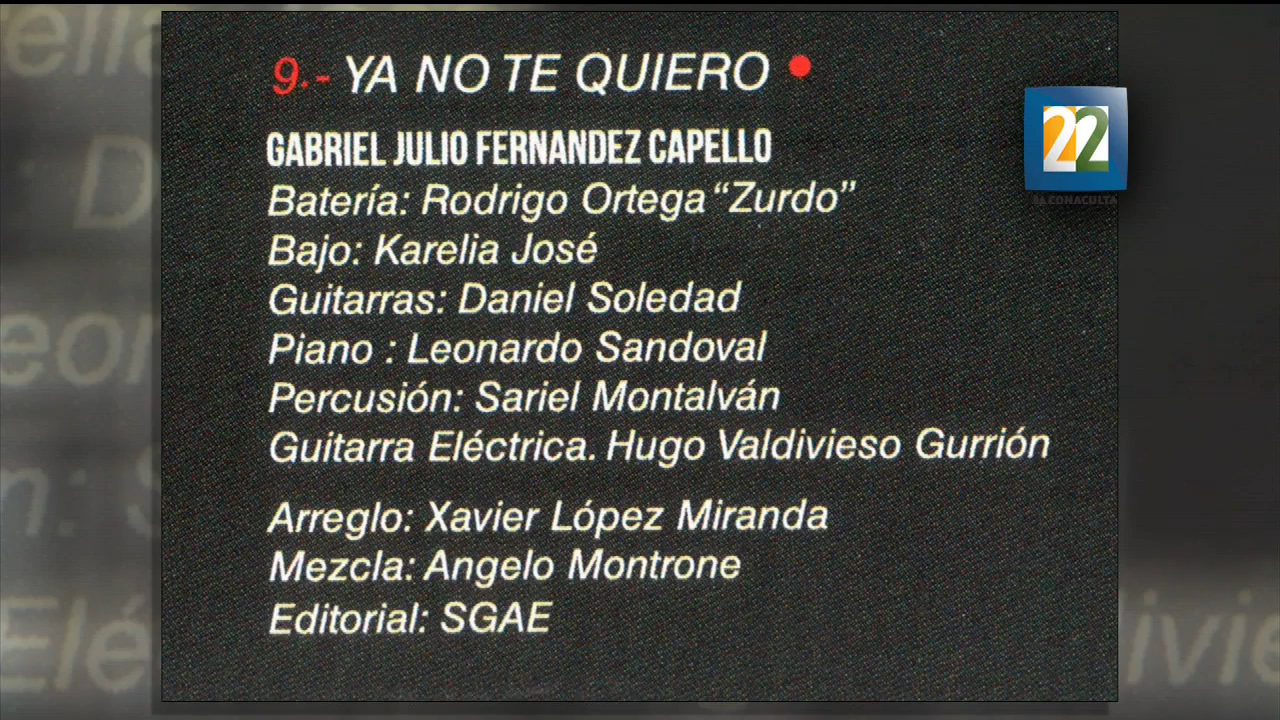 9.- YA NO TE QUIERO
GABRIEL JULIO FERNANDEZ CAPELLO
Batería: Rodrigo Ortega “Zurdo”
Bajo: Karelia José
Guitarras: Daniel Soledad
Piano : Leonardo Sandoval
Percusión: Sariel Montalván
Guitarra Eléctrica. Hugo Valdivieso Gurrión
Arreglo: Xavier López Miranda
Mezcla: Angelo Montrone
Editorial: SGAE
22
CONACULTA